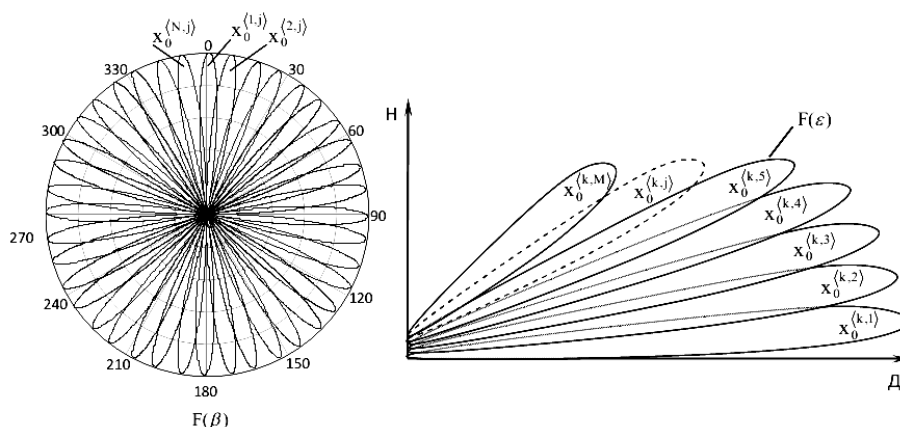 x₀⟨N,j⟩ x₀⟨1,j⟩ x₀⟨2,j⟩
0
330 30
300 60
270 90
240 120
210 150
180
F(β)
H
F(ε)
x₀⟨k,M⟩ x₀⟨k,j⟩ x₀⟨k,5⟩
x₀⟨k,4⟩
x₀⟨k,3⟩
x₀⟨k,2⟩
x₀⟨k,1⟩
Д